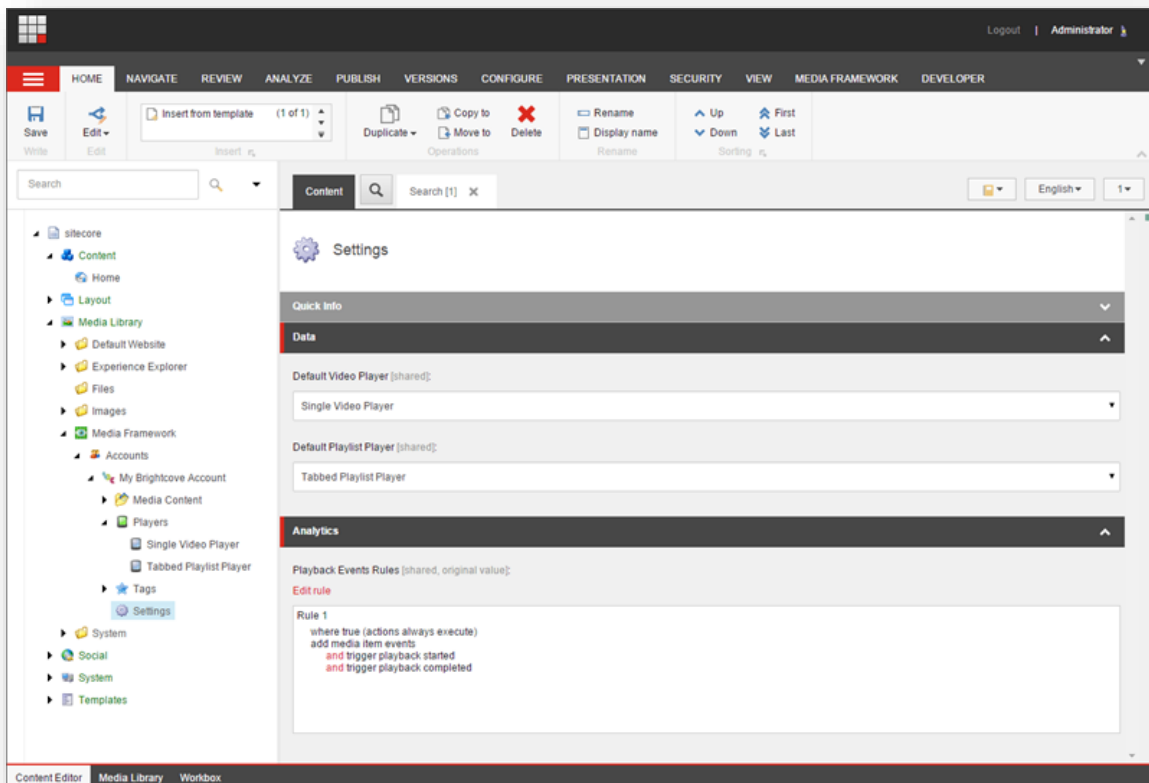 Logout | Administrator
HOME NAVIGATE REVIEW ANALYZE PUBLISH VERSIONS CONFIGURE PRESENTATION SECURITY VIEW MEDIA FRAMEWORK DEVELOPER
Save
Write
Edit
Edit
Insert from template (1 of 1)
Insert
Duplicate
Copy to
Move to
Delete
Operations
Rename
Display name
Rename
Up
Down
First
Last
Sorting
Search
Content
Search [1]
English
1
sitecore
Content
Home
Layout
Media Library
Default Website
Experience Explorer
Files
Images
Media Framework
Accounts
My Brightcove Account
Media Content
Players
Single Video Player
Tabbed Playlist Player
Tags
Settings
System
Social
System
Templates
Settings
Quick Info
Data
Default Video Player [shared]:
Single Video Player
Default Playlist Player [shared]:
Tabbed Playlist Player
Analytics
Playback Events Rules [shared, original value]:
Edit rule
Rule 1
where true (actions always execute)
add media item events
and trigger playback started
and trigger playback completed
Content Editor Media Library Workbox